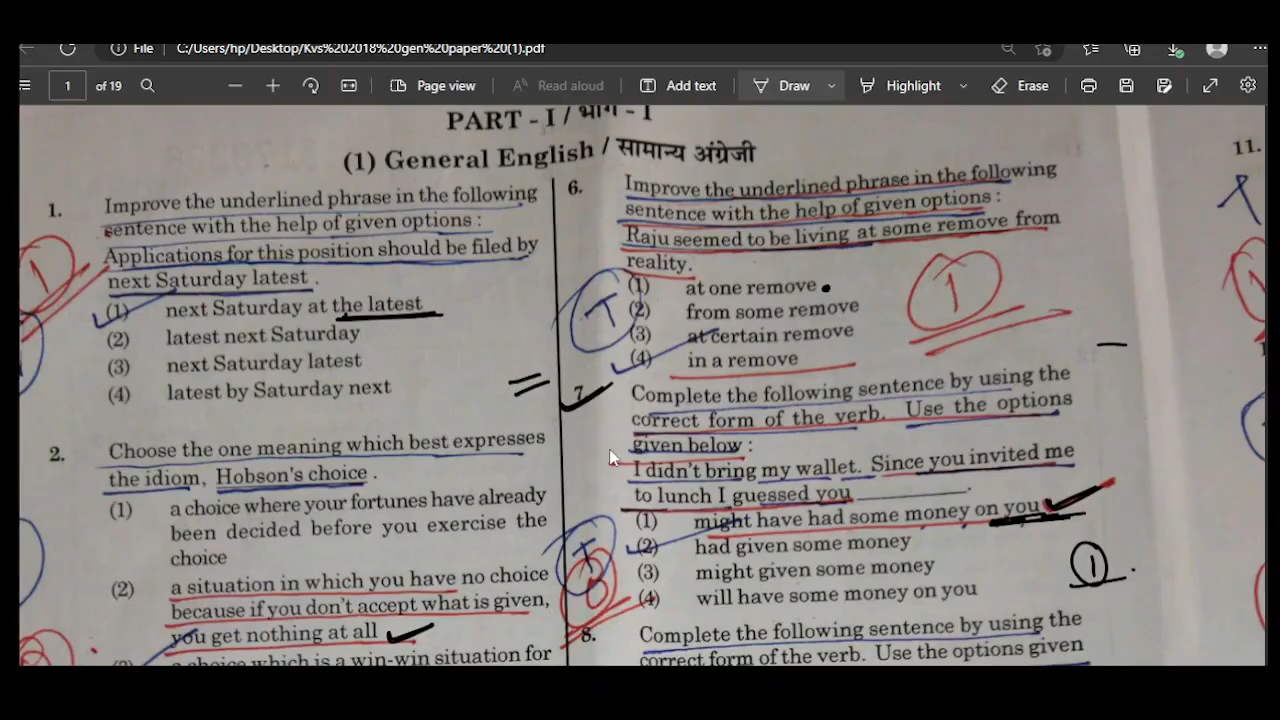 File C:/Users/hp/Desktop/Kvs%202018%20gen%20paper%20(1).pdf
1 of 19 Page view Read aloud Add text Draw Highlight Erase
PART - I / भाग - I
(1) General English / सामान्य अंग्रेजी
1. Improve the underlined phrase in the following
sentence with the help of given options :
Applications for this position should be filed by
next Saturday latest .
(1) next Saturday at the latest
(2) latest next Saturday
(3) next Saturday latest
(4) latest by Saturday next
2. Choose the one meaning which best expresses
the idiom, Hobson's choice .
(1) a choice where your fortunes have already
been decided before you exercise the
choice
(2) a situation in which you have no choice
because if you don't accept what is given,
you get nothing at all
a choice which is a win-win situation for
6. Improve the underlined phrase in the following
sentence with the help of given options :
Raju seemed to be living at some remove from
reality.
(1) at one remove
(2) from some remove
(3) at certain remove
(4) in a remove
7 Complete the following sentence by using the
correct form of the verb. Use the options
given below :
I didn't bring my wallet. Since you invited me
to lunch I guessed you __________.
(1) might have had some money on you
(2) had given some money
(3) might given some money
(4) will have some money on you
8. Complete the following sentence by using the
correct form of the verb. Use the options given
11.